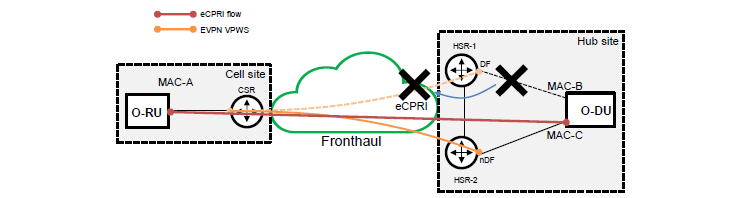 eCPRI flow
EVPN VPWS
Hub site
HSR-1
DF
Cell site
MAC-A
CSR
MAC-B
eCPRI
O-RU
O-DU
MAC-C
Fronthaul
nDF
HSR-2